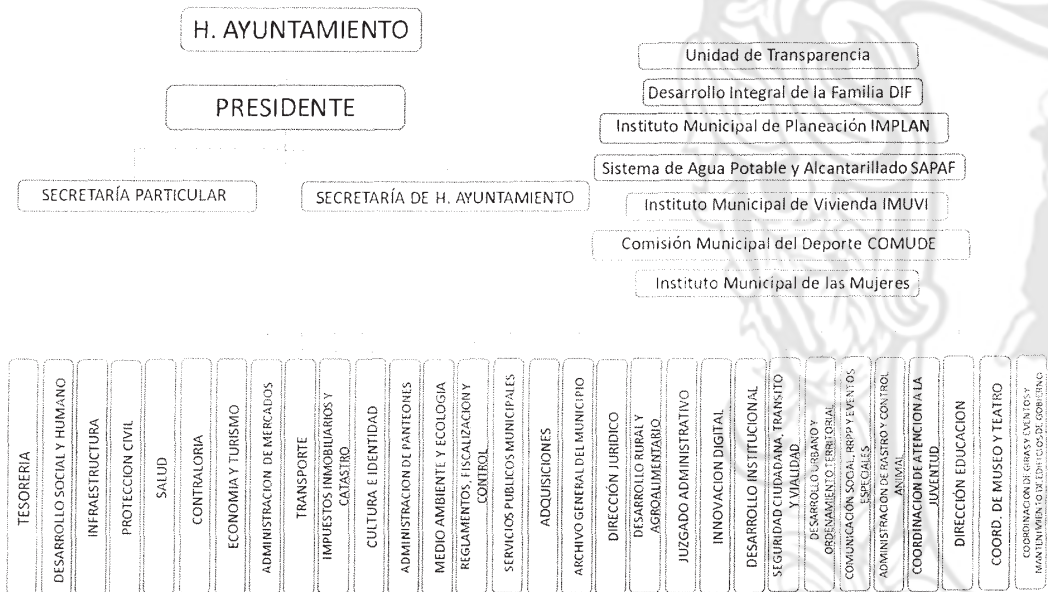 H. AYUNTAMIENTO
PRESIDENTE
SECRETARÍA PARTICULAR
SECRETARÍA DE H. AYUNTAMIENTO
Unidad de Transparencia
Desarrollo Integral de la Familia DIF
Instituto Municipal de Planeación IMPLAN
Sistema de Agua Potable y Alcantarillado SAPAF
Instituto Municipal de Vivienda IMUVI
Comisión Municipal del Deporte COMUDE
Instituto Municipal de las Mujeres
TESORERIA
DESARROLLO SOCIAL Y HUMANO
INFRAESTRUCTURA
PROTECCION CIVIL
SALUD
CONTRALORIA
ECONOMIA Y TURISMO
ADMINISTRACION DE MERCADOS
TRANSPORTE
IMPUESTOS INMOBILIARIOS Y
CATASTRO
CULTURA E IDENTIDAD
ADMINISTRACION DE PANTEONES
MEDIO AMBIENTE Y ECOLOGIA
REGLAMENTOS, FISCALIZACION Y
CONTROL
SERVICIOS PUBLICOS MUNICIPALES
ADQUISICIONES
ARCHIVO GENERAL DEL MUNICIPIO
DIRECCIÓN JURIDICO
DESARROLLO RURAL Y
AGROALIMENTARIO
JUZGADO ADMINISTRATIVO
INNOVACION DIGITAL
DESARROLLO INSTITUCIONAL
SEGURIDAD CIUDADANA, TRANSITO
Y VIALIDAD
DESARROLLO URBANO Y
ORDENAMIENTO TERRITORIAL
COMUNICACIÓN SOCIAL, RRPP Y EVENTOS
ESPECIALES
ADMINISTRACIÓN DE RASTRO Y CONTROL
ANIMAL
COORDINACION DE ATENCION A LA
JUVENTUD
DIRECCIÓN EDUCACION
COORD. DE MUSEO Y TEATRO
COORDINACION DE GIRAS Y EVENTOS Y
MANTENIMIENTO DE EDIFICIOS DE GOBIERNO